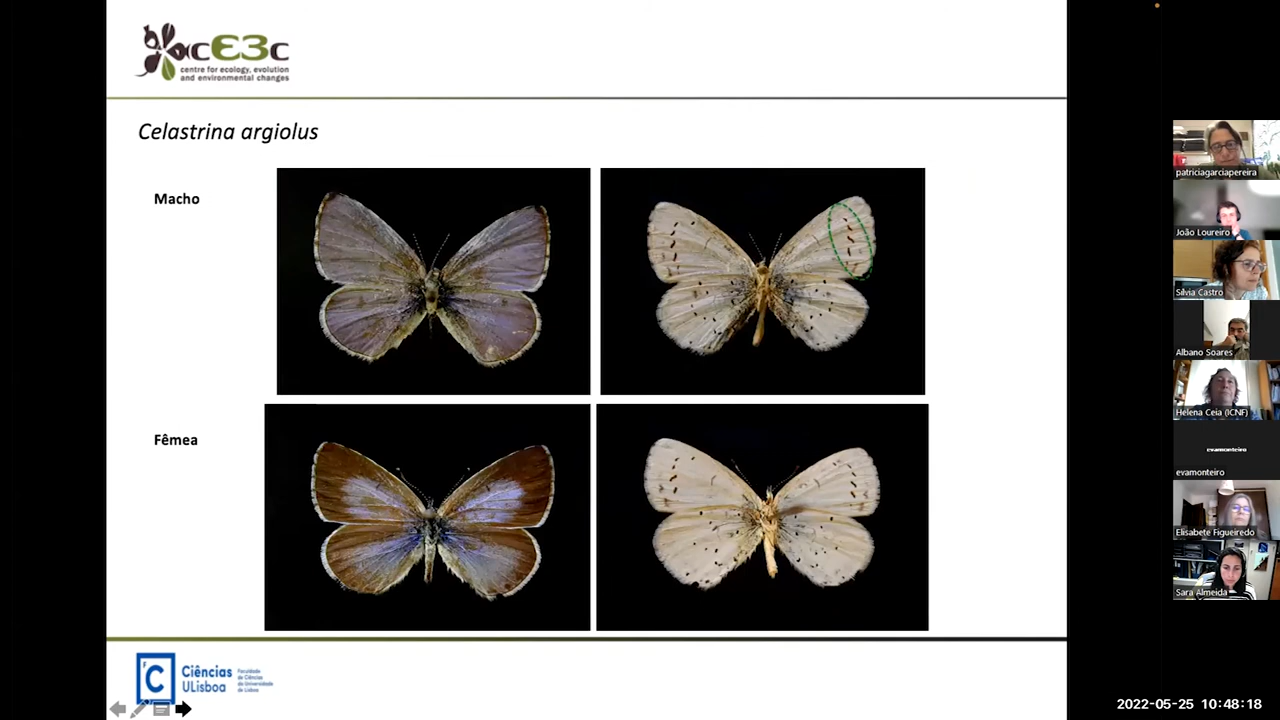 cE3c
centre for ecology, evolution
and environmental changes
Celastrina argiolus
Macho
Fêmea
C
Ciências
ULisboa
Faculdade
de Ciências
da Universidade
de Lisboa
patriciagarciapereira
João Loureiro
Sílvia Castro
Albano Soares
Helena Ceia (ICNF)
evamonteiro
evamonteiro
Elisabete Figueiredo
Sara Almeida
2022-05-25 10:48:18